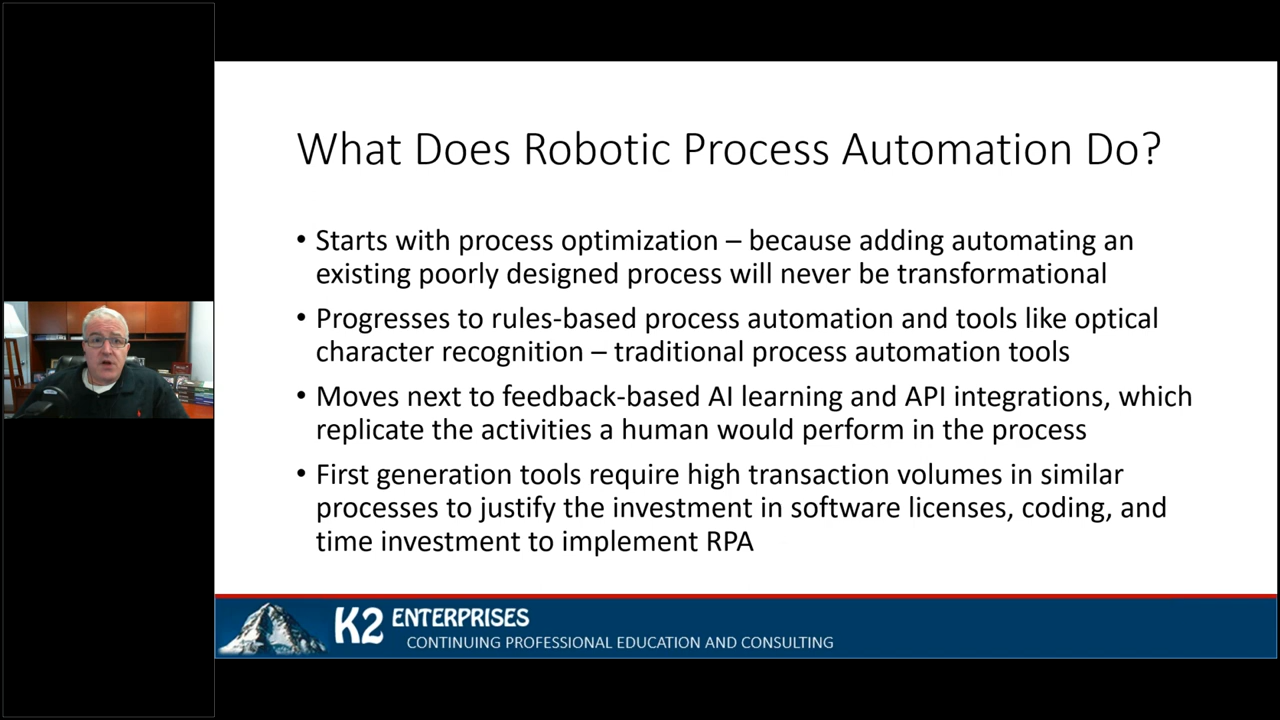 What Does Robotic Process Automation Do?
• Starts with process optimization – because adding automating an
existing poorly designed process will never be transformational
• Progresses to rules-based process automation and tools like optical
character recognition – traditional process automation tools
• Moves next to feedback-based AI learning and API integrations, which
replicate the activities a human would perform in the process
• First generation tools require high transaction volumes in similar
processes to justify the investment in software licenses, coding, and
time investment to implement RPA
K2 ENTERPRISES
CONTINUING PROFESSIONAL EDUCATION AND CONSULTING